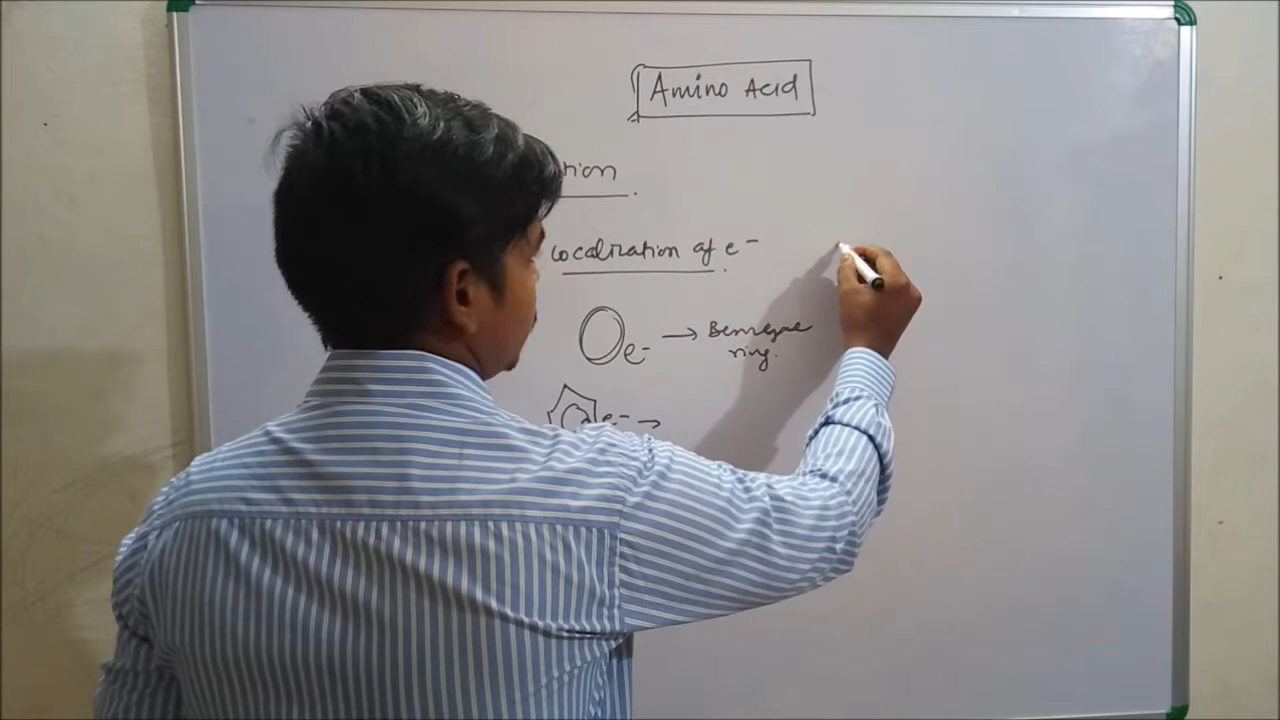 Amino Acid
tion
localization of e⁻
e⁻ → Benzene
ring.
e⁻ →